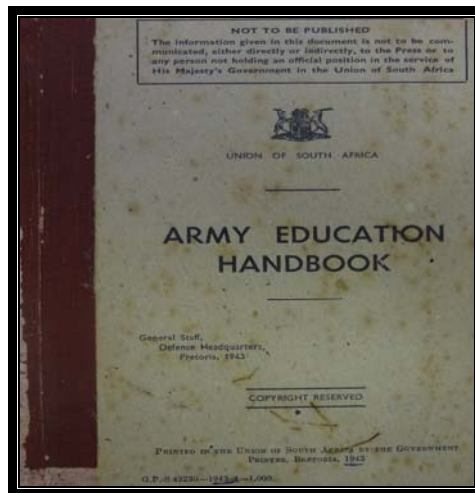 NOT TO BE PUBLISHED
The information given in this document is not to be com-
municated, either directly or indirectly, to the Press or to
any person not holding an official position in the service of
His Majesty's Government in the Union of South Africa
UNION OF SOUTH AFRICA
ARMY EDUCATION
HANDBOOK
General Staff,
Defence Headquarters,
Pretoria, 1943
COPYRIGHT RESERVED
PRINTED IN THE UNION OF SOUTH AFRICA BY THE GOVERNMENT
PRINTER, PRETORIA, 1943